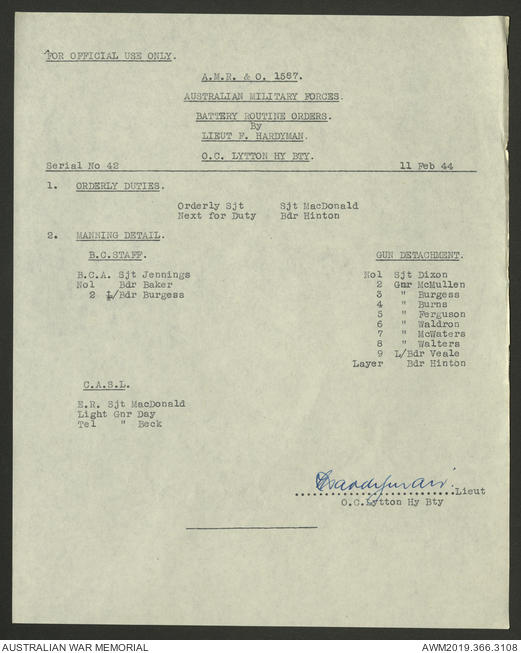 FOR OFFICIAL USE ONLY.
A.M.R. & O. 1587.
AUSTRALIAN MILITARY FORCES.
BATTERY ROUTINE ORDERS.
By
LIEUT F. HARDYMAN.
O.C. LYTTON HY BTY.
Serial No 42 11 Feb 44
1. ORDERLY DUTIES.
Orderly Sjt Sjt MacDonald
Next for Duty Bdr Hinton
2. MANNING DETAIL.
B.C.STAFF.
B.C.A. Sjt Jennings
No1 Bdr Baker
2 L/Bdr Burgess
GUN DETACHMENT.
No1 Sjt Dixon
2 Gnr McMullen
3 " Burgess
4 " Burns
5 " Ferguson
6 " Waldron
7 " McWaters
8 " Walters
9 L/Bdr Veale
Layer Bdr Hinton
C.A.S.L.
E.R. Sjt MacDonald
Light Gnr Day
Tel " Beck
Hardyman.
Lieut
O.C.Lytton Hy Bty
AUSTRALIAN WAR MEMORIAL AWM2019.366.3108